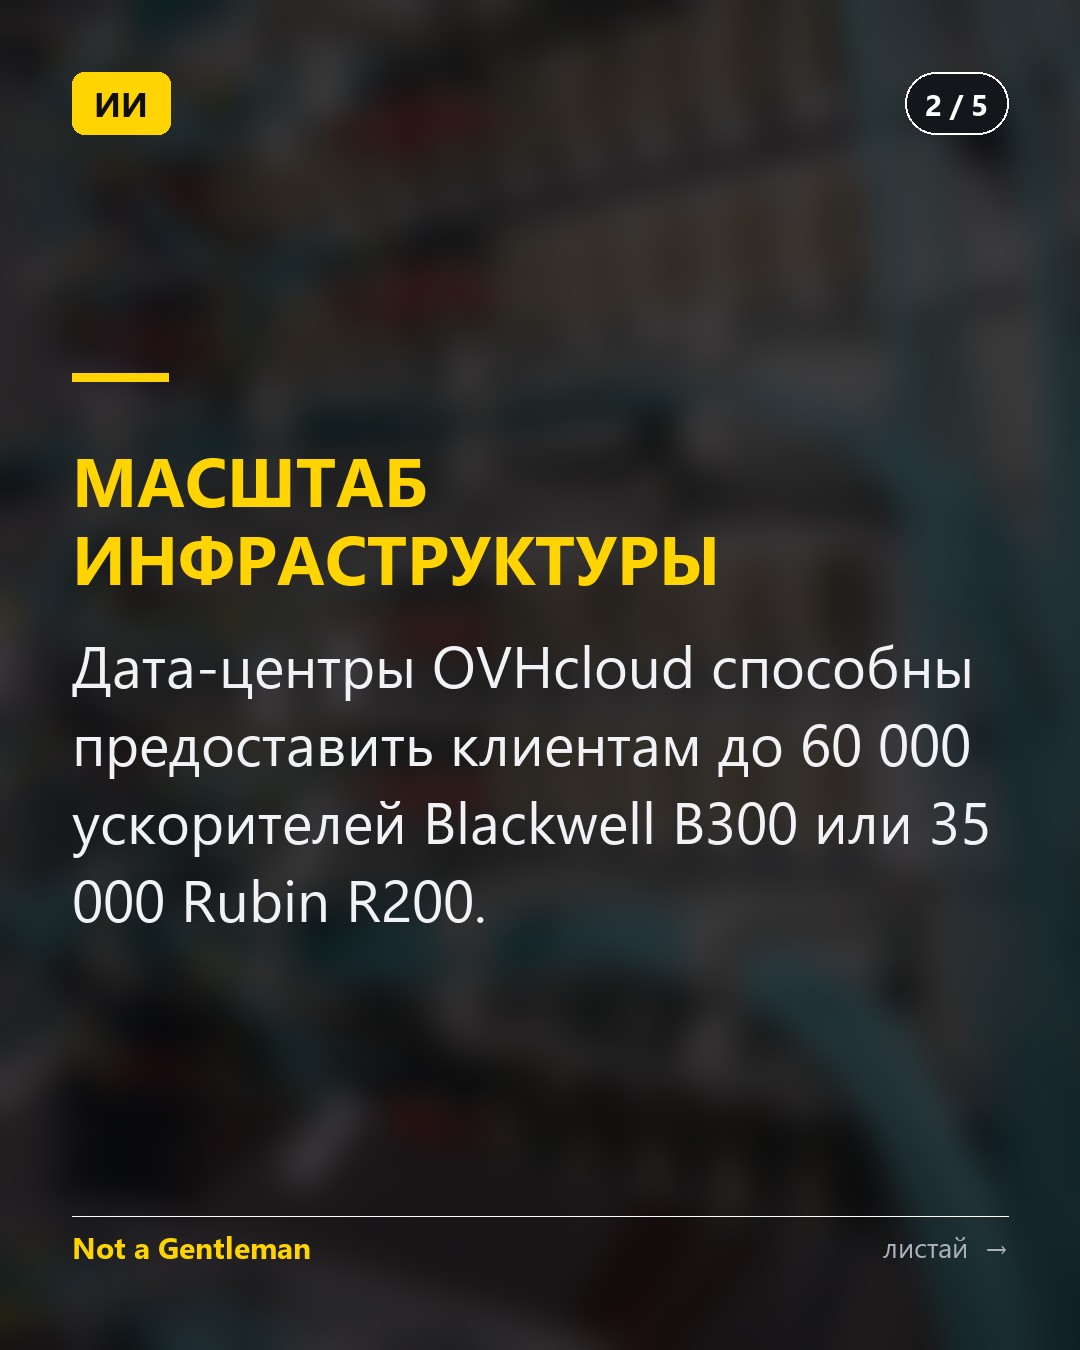 ИИ
2 / 5
МАСШТАБ
ИНФРАСТРУКТУРЫ
Дата-центры OVHcloud способны
предоставить клиентам до 60 000
ускорителей Blackwell B300 или 35
000 Rubin R200.
Not a Gentleman
листай →